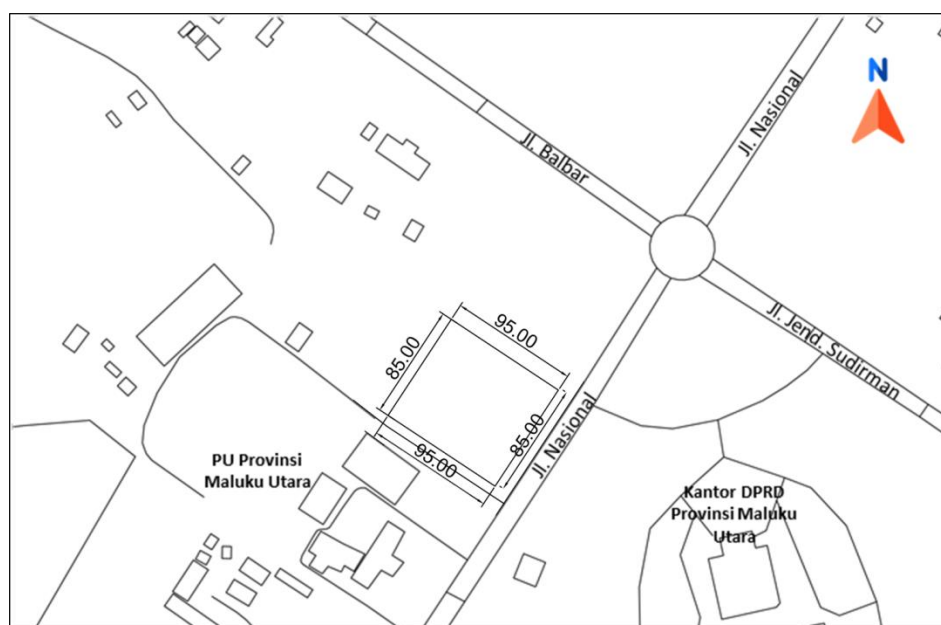 N
Jl. Nasional
Jl. Balbar
95.00
85.00
Jl. Jend. Sudirman
85.00
Jl. Nasional
95.00
PU Provinsi
Maluku Utara
Kantor DPRD
Provinsi Maluku
Utara